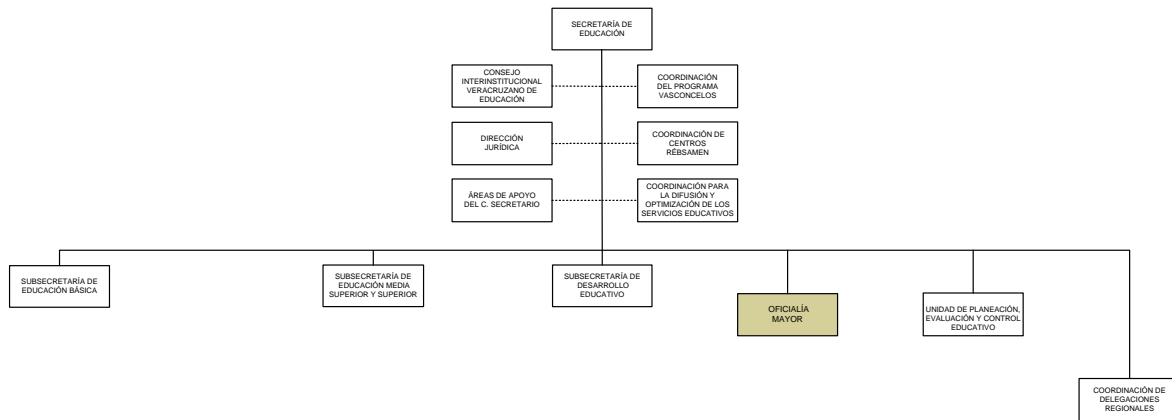 SECRETARÍA DE
EDUCACIÓN
CONSEJO
INTERINSTITUCIONAL
VERACRUZANO DE
EDUCACIÓN
COORDINACIÓN
DEL PROGRAMA
VASCONCELOS
DIRECCIÓN
JURÍDICA
COORDINACIÓN DE
CENTROS
RÉBSAMEN
ÁREAS DE APOYO
DEL C. SECRETARIO
COORDINACIÓN PARA
LA DIFUSIÓN Y
OPTIMIZACIÓN DE LOS
SERVICIOS EDUCATIVOS
SUBSECRETARÍA DE
EDUCACIÓN BÁSICA
SUBSECRETARÍA DE
EDUCACIÓN MEDIA
SUPERIOR Y SUPERIOR
SUBSECRETARÍA DE
DESARROLLO
EDUCATIVO
OFICIALÍA
MAYOR
UNIDAD DE PLANEACIÓN,
EVALUACIÓN Y CONTROL
EDUCATIVO
COORDINACIÓN DE
DELEGACIONES
REGIONALES